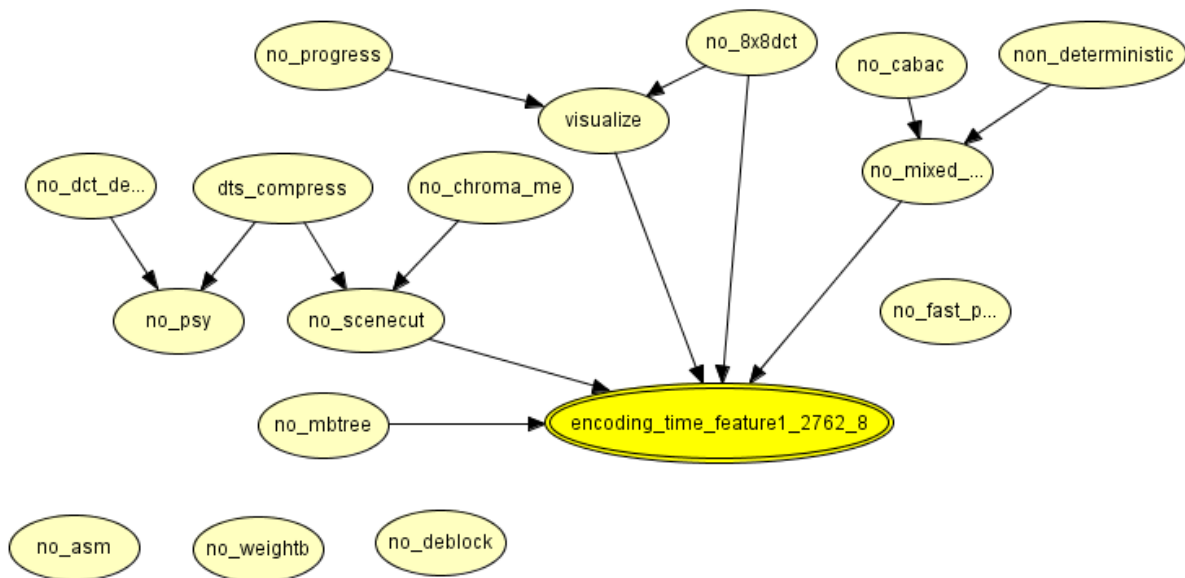 no_progress
no_8x8dct
no_cabac
non_deterministic
visualize
no_dct_de...
dts_compress
no_chroma_me
no_mixed_...
no_psy
no_scenecut
no_fast_p...
no_mbtree
encoding_time_feature1_2762_8
no_asm
no_weightb
no_deblock